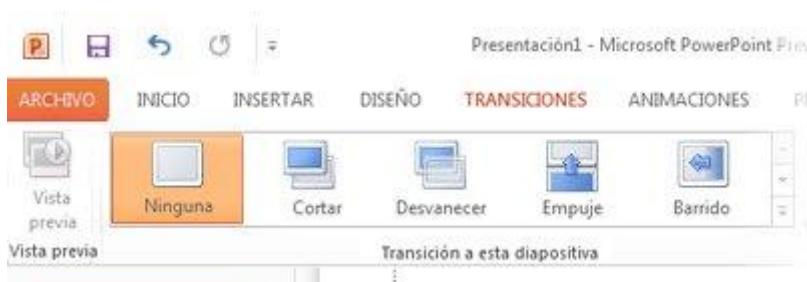 Presentación1 - Microsoft PowerPoint
ARCHIVO INICIO INSERTAR DISEÑO TRANSICIONES ANIMACIONES
Vista previa Ninguna Cortar Desvanecer Empuje Barrido
Vista previa Transición a esta diapositiva